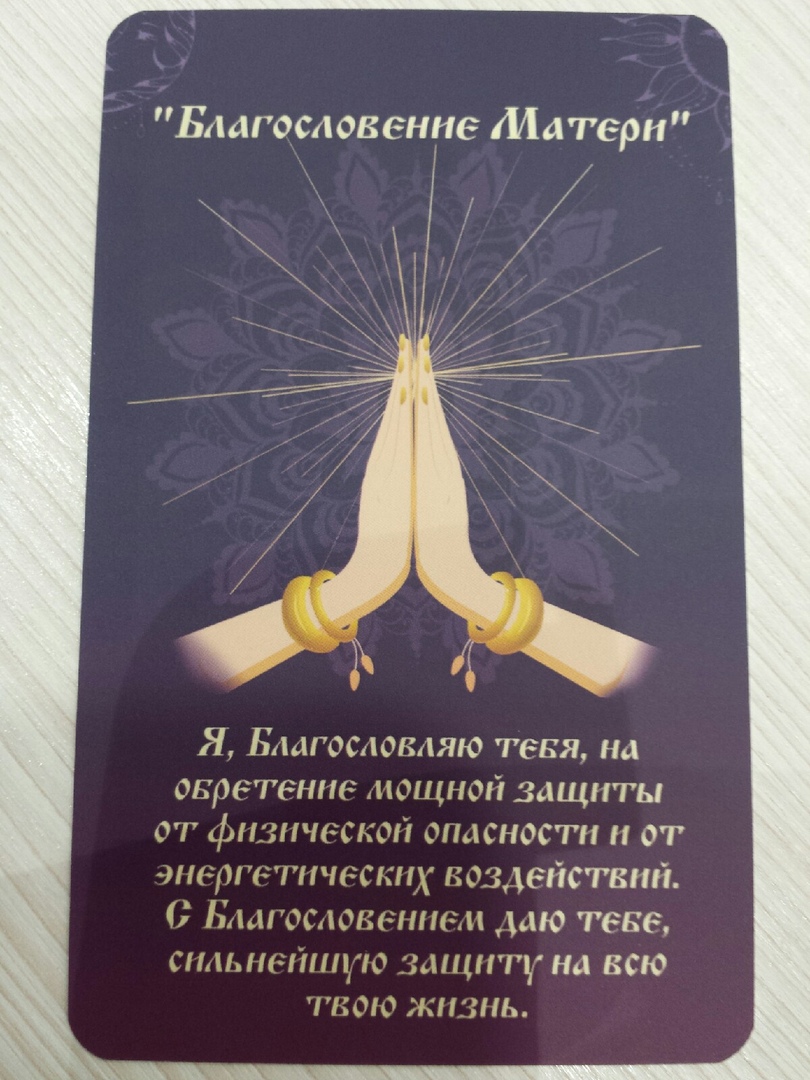 "Благословение Матери"
Я, Благословляю тебя, на
обретение мощной защиты
от физической опасности и от
энергетических воздействий.
С Благословением даю тебе,
сильнейшую защиту на всю
твою жизнь.